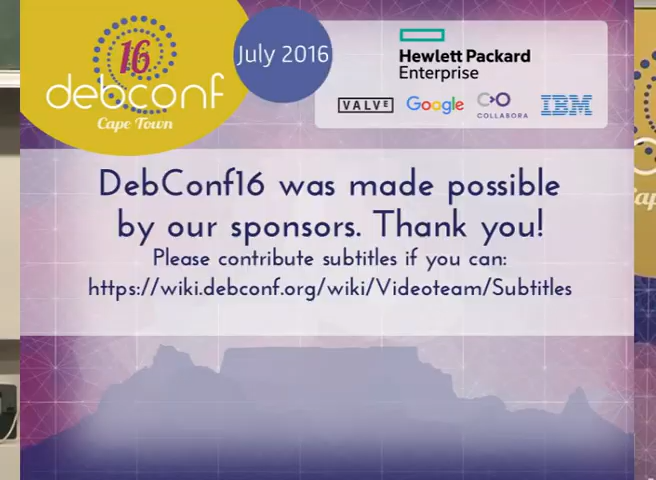 16
debconf
Cape Town
July 2016
Hewlett Packard
Enterprise
VALVE Google COLLABORA IBM
DebConf16 was made possible
by our sponsors. Thank you!
Please contribute subtitles if you can:
https://wiki.debconf.org/wiki/Videoteam/Subtitles